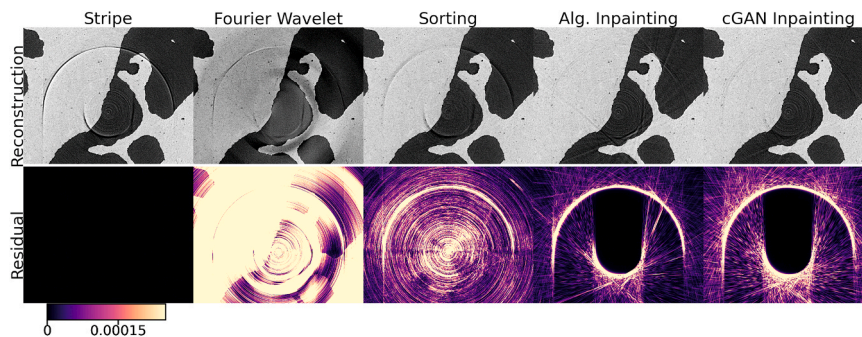 Stripe Fourier Wavelet Sorting Alg. Inpainting cGAN Inpainting
Reconstruction
Residual
0 0.00015